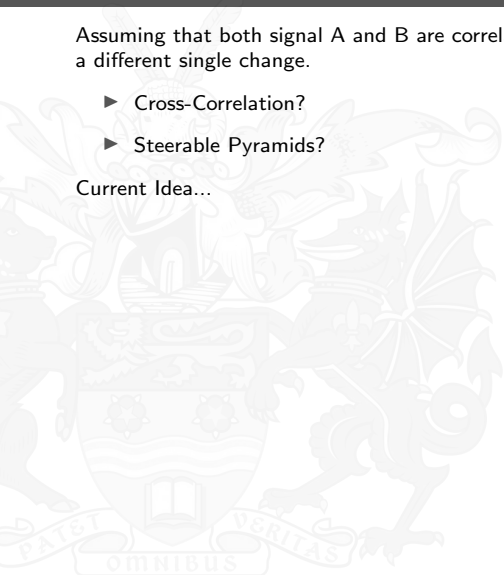 Assuming that both signal A and B are correl
a different single change.
▶ Cross-Correlation?
▶ Steerable Pyramids?
Current Idea...
PATET
OMNIBUS
VERITAS